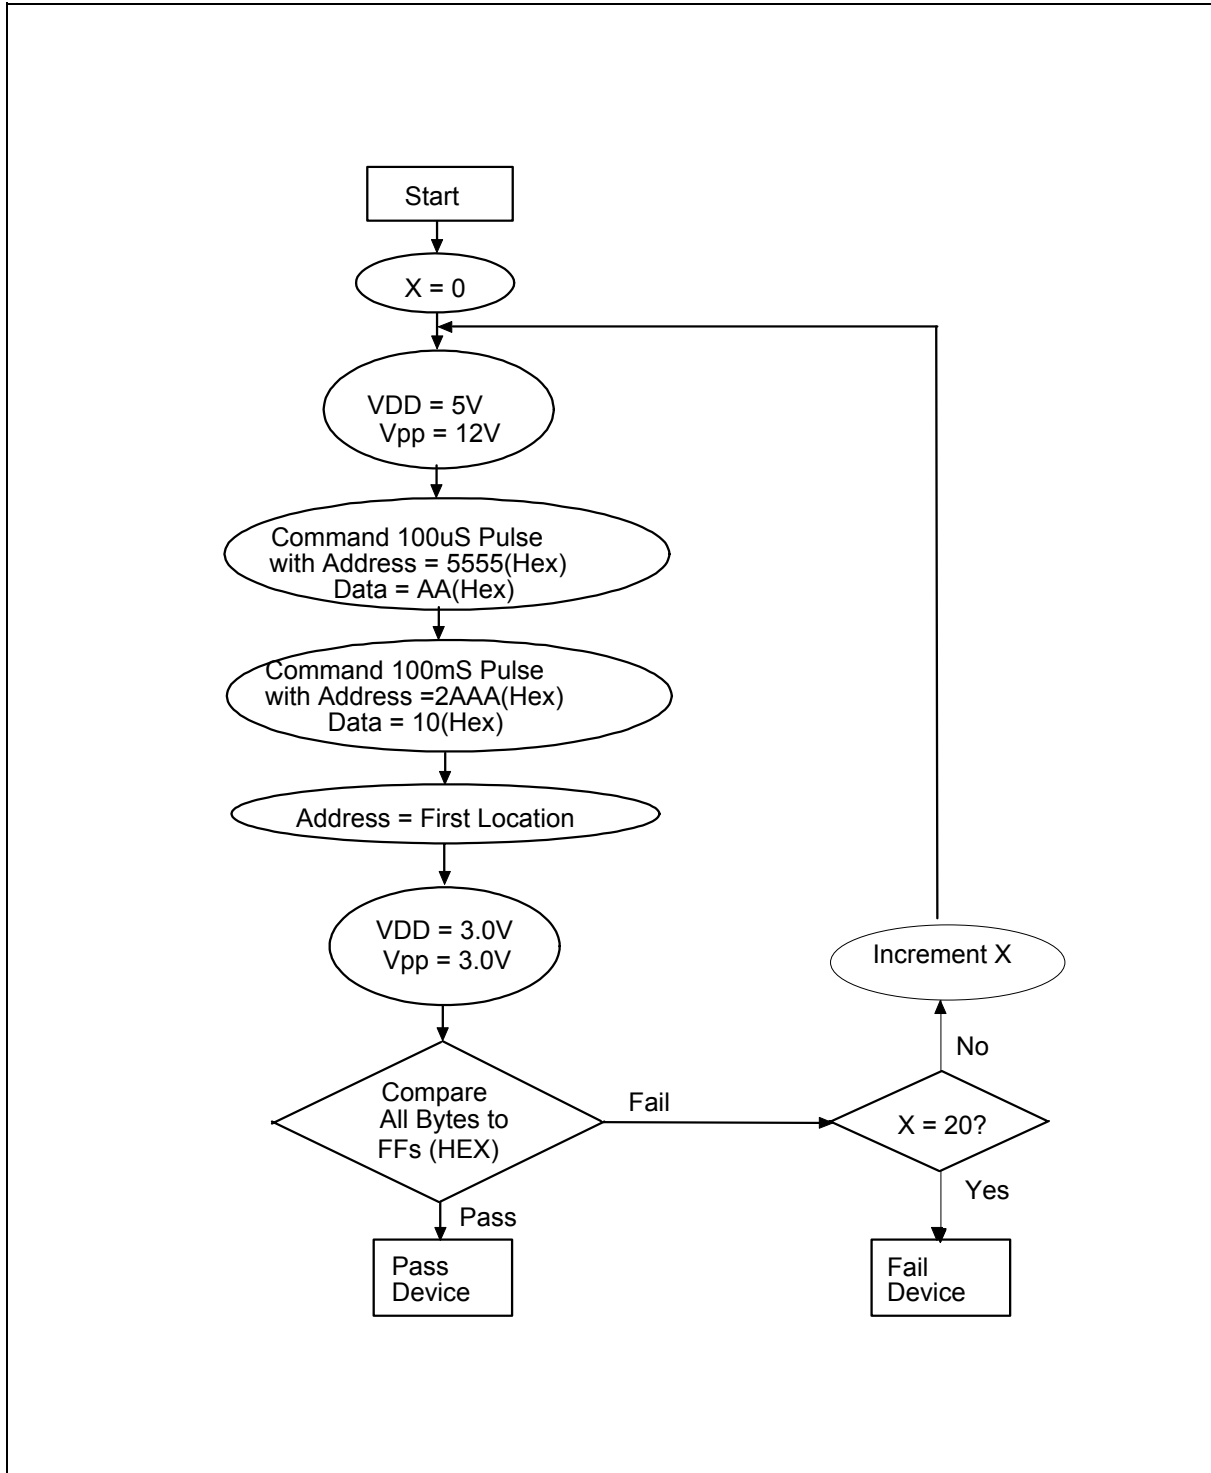 Start
X = 0
VDD = 5V
Vpp = 12V
Command 100uS Pulse
with Address = 5555(Hex)
Data = AA(Hex)
Command 100mS Pulse
with Address =2AAA(Hex)
Data = 10(Hex)
Address = First Location
VDD = 3.0V
Vpp = 3.0V
Increment X
No
Compare
All Bytes to
FFs (HEX)
Fail
X = 20?
Yes
Pass
Pass
Device
Fail
Device